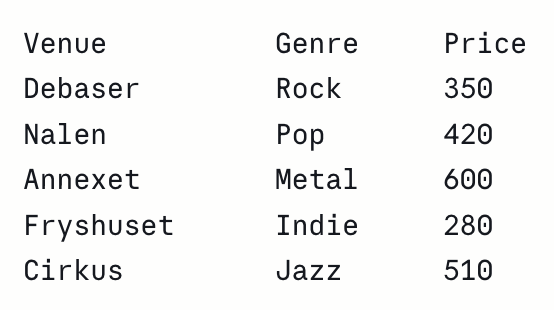 Venue Genre Price
Debaser Rock 350
Nalen Pop 420
Annexet Metal 600
Fryshuset Indie 280
Cirkus Jazz 510